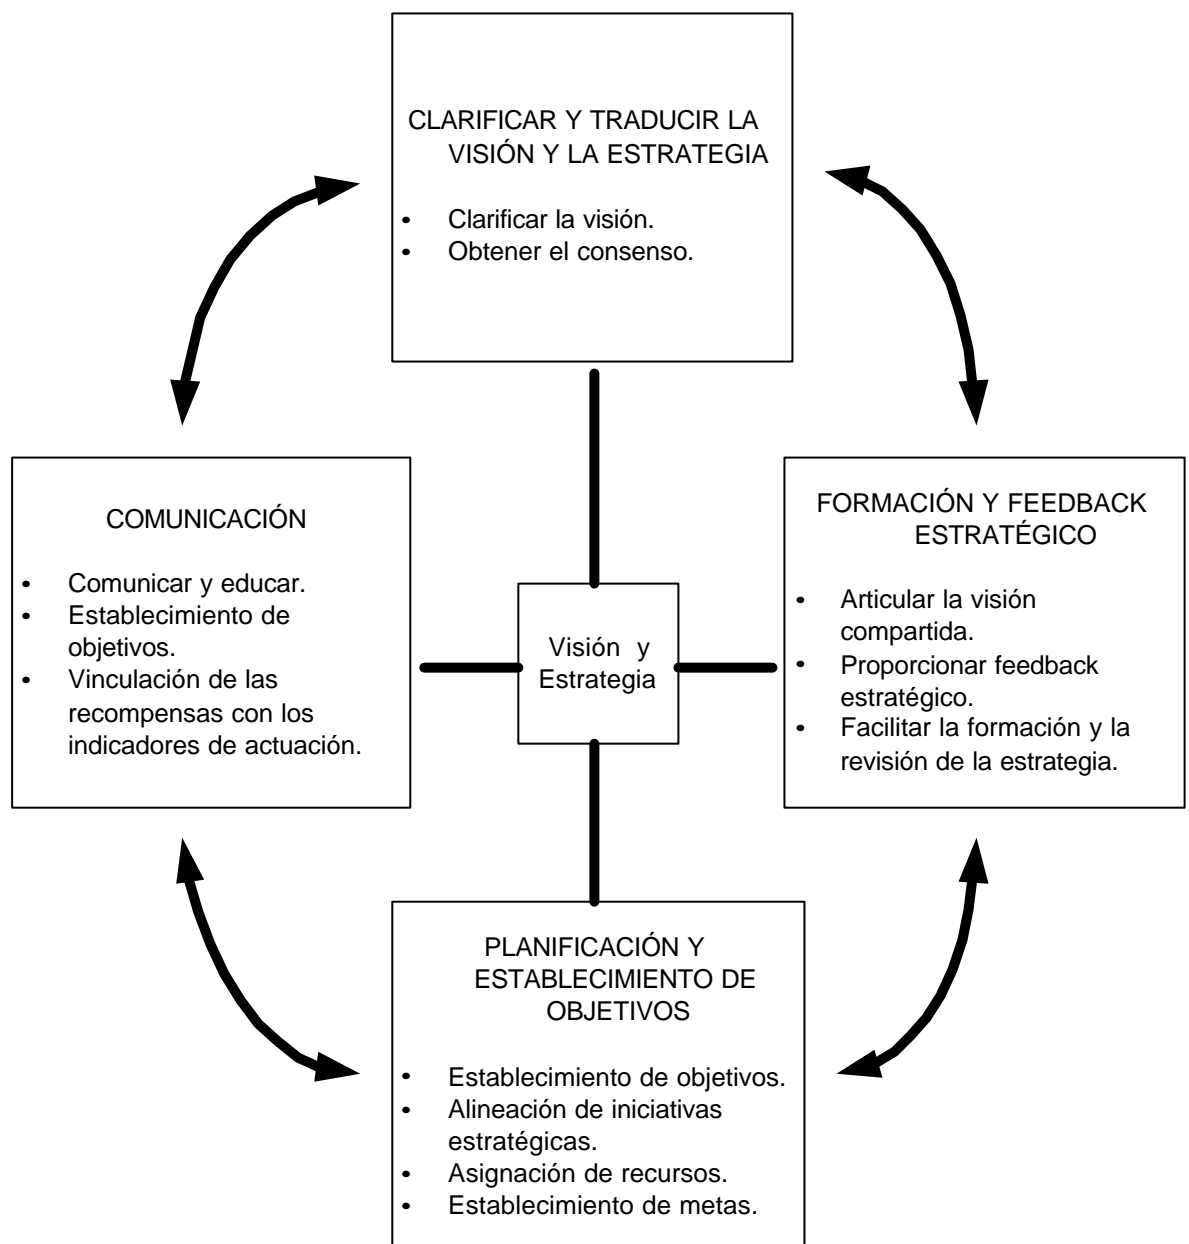 CLARIFICAR Y TRADUCIR LA
VISIÓN Y LA ESTRATEGIA
• Clarificar la visión.
• Obtener el consenso.
COMUNICACIÓN
• Comunicar y educar.
• Establecimiento de
objetivos.
• Vinculación de las
recompensas con los
indicadores de actuación.
Visión y
Estrategia
FORMACIÓN Y FEEDBACK
ESTRATÉGICO
• Articular la visión
compartida.
• Proporcionar feedback
estratégico.
• Facilitar la formación y la
revisión de la estrategia.
PLANIFICACIÓN Y
ESTABLECIMIENTO DE
OBJETIVOS
• Establecimiento de objetivos.
• Alineación de iniciativas
estratégicas.
• Asignación de recursos.
• Establecimiento de metas.